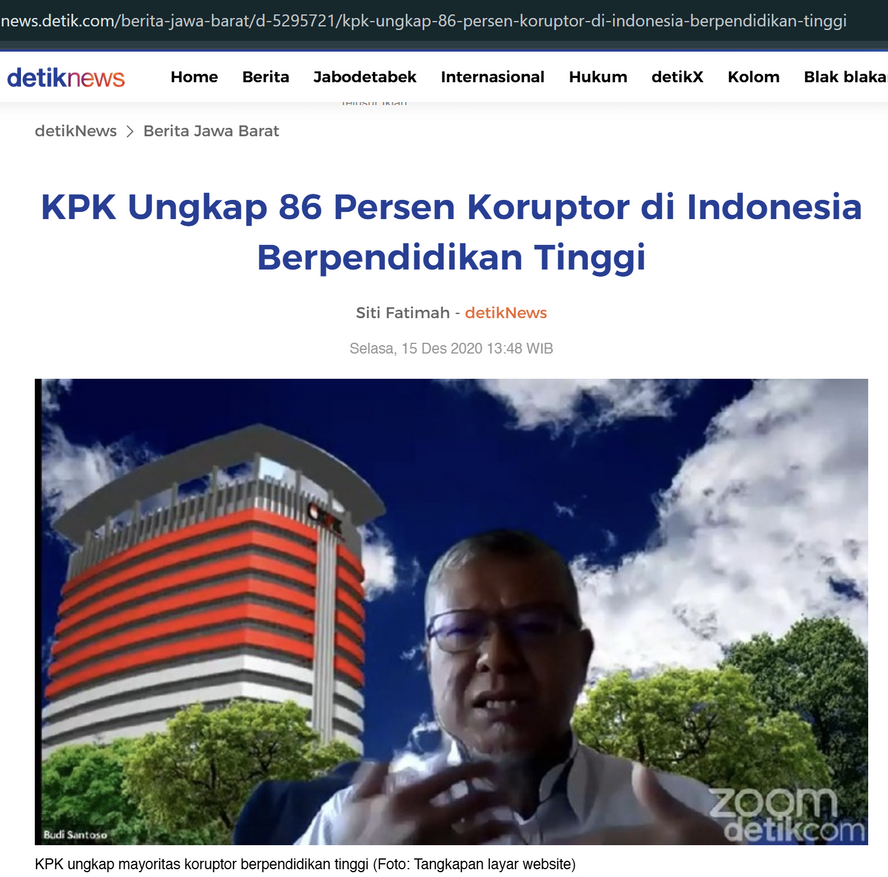 news.detik.com/berita-jawa-barat/d-5295721/kpk-ungkap-86-persen-koruptor-di-indonesia-berpendidikan-tinggi
detiknews Home Berita Jabodetabek Internasional Hukum detikX Kolom Blak blaka
detikNews > Berita Jawa Barat
KPK Ungkap 86 Persen Koruptor di Indonesia
Berpendidikan Tinggi
Siti Fatimah - detikNews
Selasa, 15 Des 2020 13:48 WIB
zoom
detikcom
Budi Santoso
KPK ungkap mayoritas koruptor berpendidikan tinggi (Foto: Tangkapan layar website)